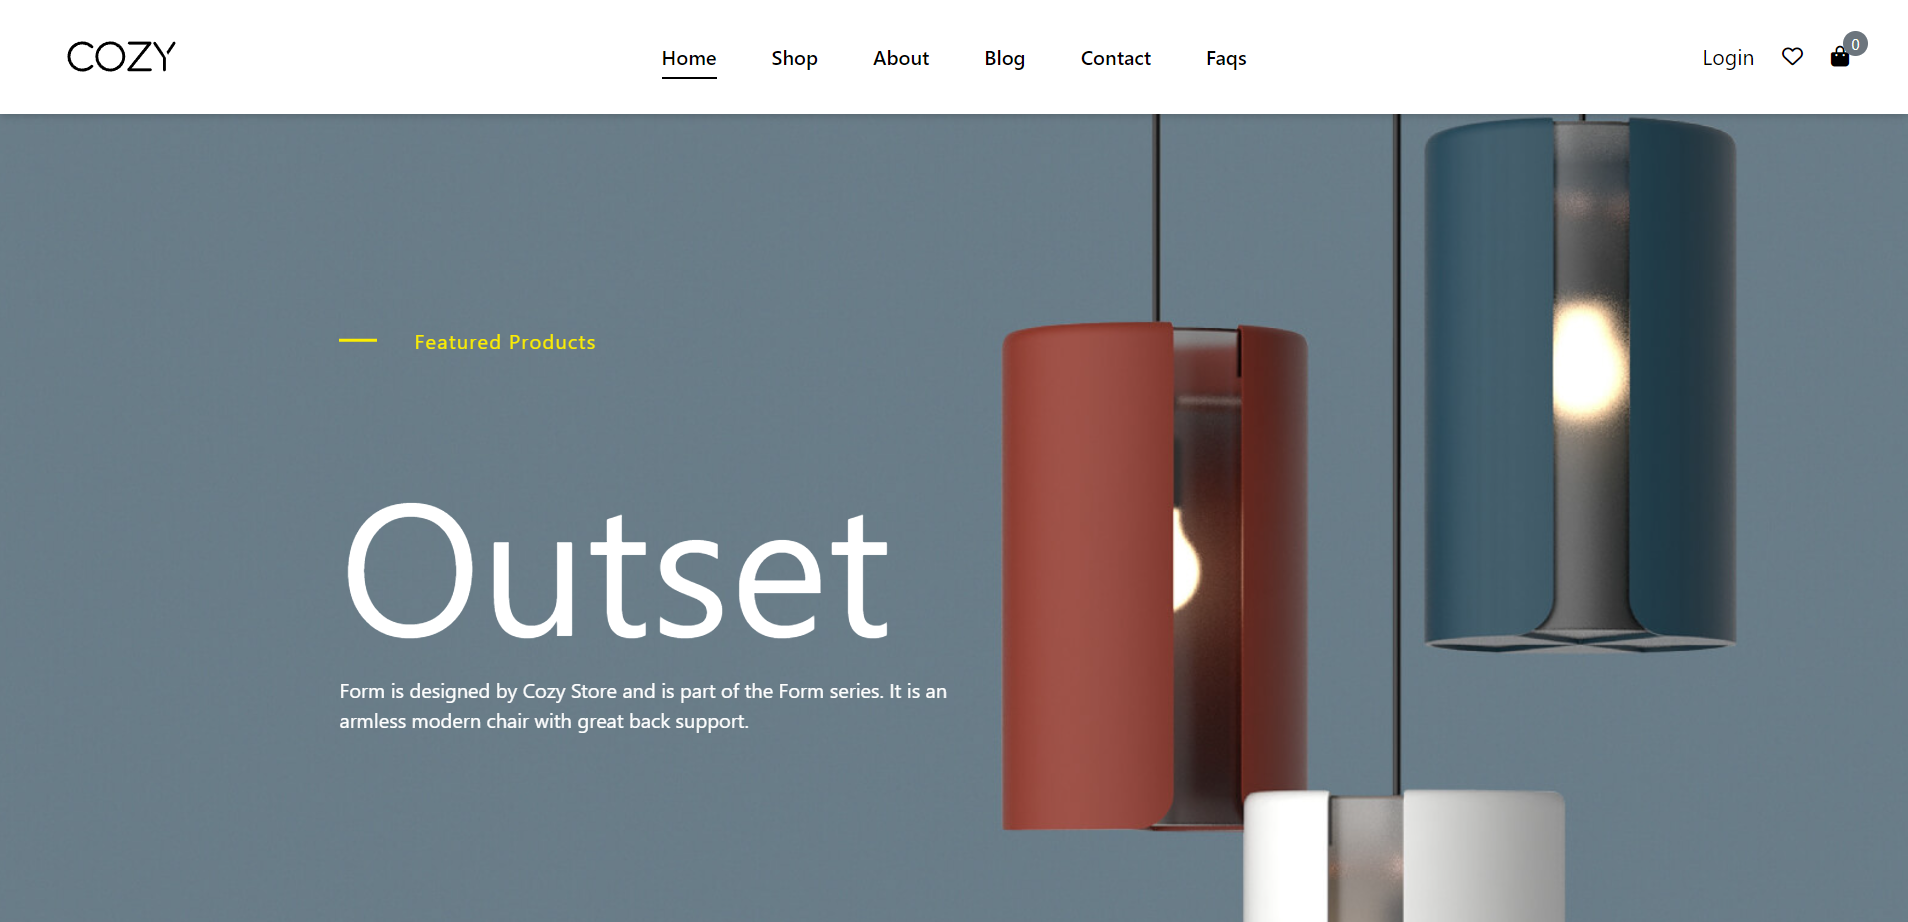 COZY
Home Shop About Blog Contact Faqs
Login
0
Featured Products
Outset
Form is designed by Cozy Store and is part of the Form series. It is an
armless modern chair with great back support.